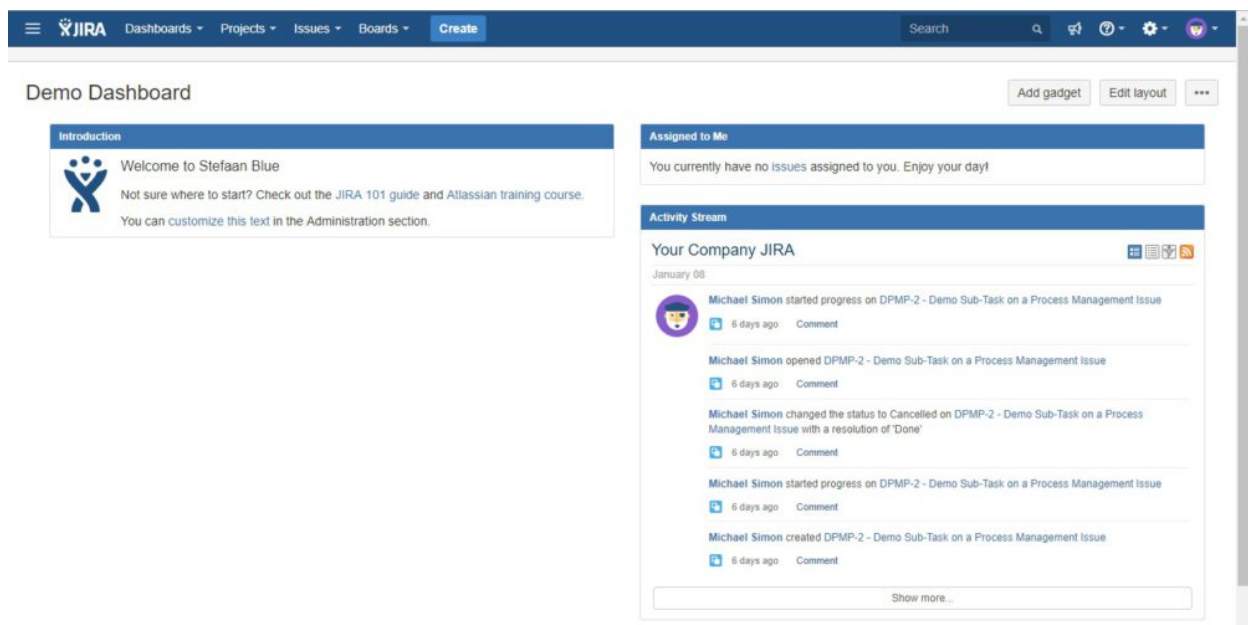 JIRA Dashboards Projects Issues Boards Create Search
Demo Dashboard
Add gadget Edit layout
Introduction
Welcome to Stefaan Blue
Not sure where to start? Check out the JIRA 101 guide and Atlassian training course.
You can customize this text in the Administration section.
Assigned to Me
You currently have no issues assigned to you. Enjoy your day!
Activity Stream
Your Company JIRA
January 08
Michael Simon started progress on DPMP-2 - Demo Sub-Task on a Process Management Issue
6 days ago Comment
Michael Simon opened DPMP-2 - Demo Sub-Task on a Process Management Issue
6 days ago Comment
Michael Simon changed the status to Cancelled on DPMP-2 - Demo Sub-Task on a Process
Management Issue with a resolution of 'Done'
6 days ago Comment
Michael Simon started progress on DPMP-2 - Demo Sub-Task on a Process Management Issue
6 days ago Comment
Michael Simon created DPMP-2 - Demo Sub-Task on a Process Management Issue
6 days ago Comment
Show more...